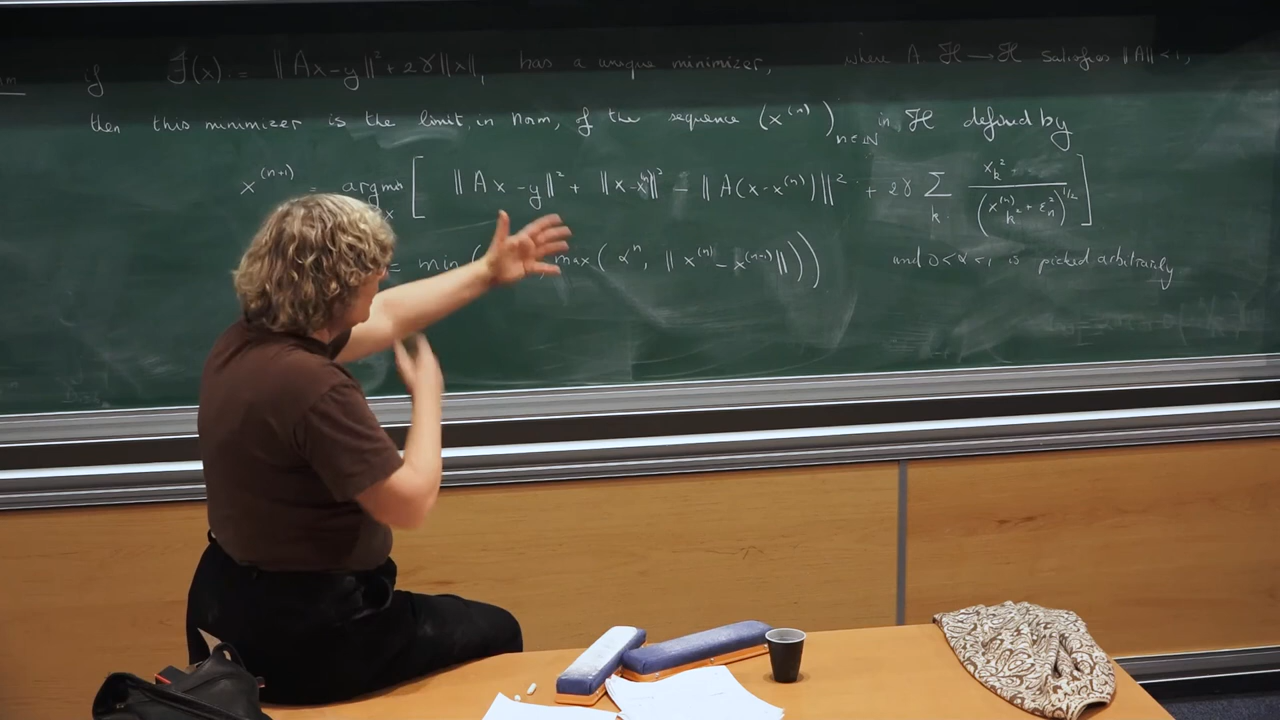 if J(x) := ‖Ax−y‖² + 2γ‖x‖₁ has a unique minimizer, where A H→H satisfies ‖A‖<1,
then this minimizer is the limit, in norm, of the sequence (x⁽ⁿ⁾)ₙ∈ℕ in H defined by
x⁽ⁿ⁺¹⁾ = argmin x [ ‖Ax−y‖² + ‖x−x⁽ⁿ⁾‖² − ‖A(x−x⁽ⁿ⁾)‖² + 2γ ∑ₖ xₖ² / (x⁽ⁿ⁾ₖ² + εₙ²)^{1/2} ]
= min ( max ( αⁿ, ‖x⁽ⁿ⁾ − x⁽ⁿ⁻¹⁾‖ )) and 0<α<1 is picked arbitrarily